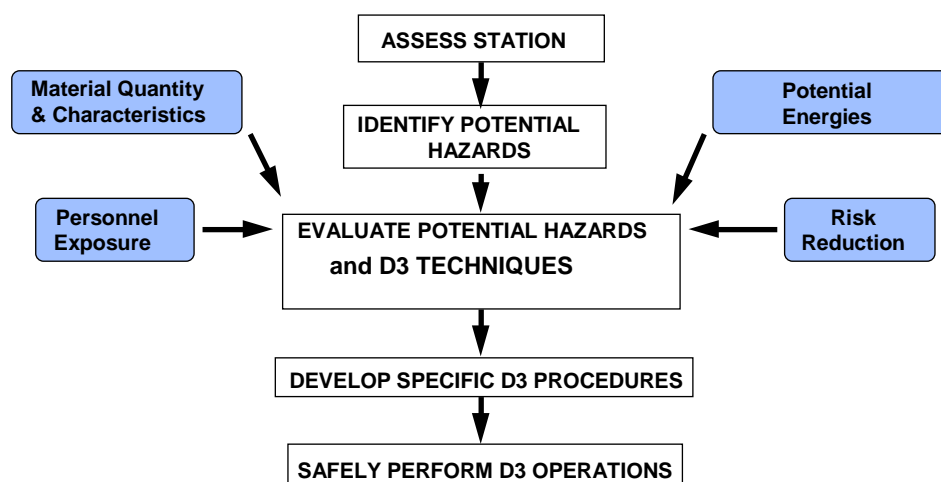 ASSESS STATION
Material Quantity
& Characteristics
Potential
Energies
IDENTIFY POTENTIAL
HAZARDS
Personnel
Exposure
EVALUATE POTENTIAL HAZARDS
and D3 TECHNIQUES
Risk
Reduction
DEVELOP SPECIFIC D3 PROCEDURES
SAFELY PERFORM D3 OPERATIONS